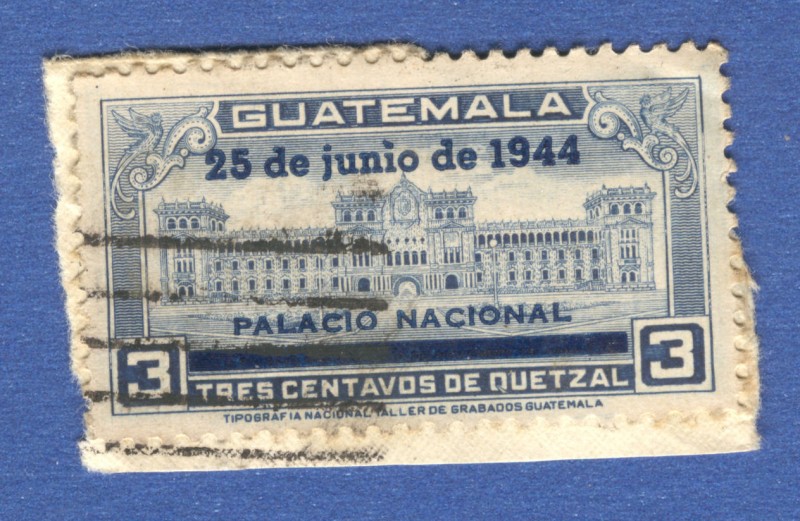 GUATEMALA
25 de junio de 1944
PALACIO NACIONAL
3 3
TRES CENTAVOS DE QUETZAL
TIPOGRAFIA NACIONAL TALLER DE GRABADOS GUATEMALA